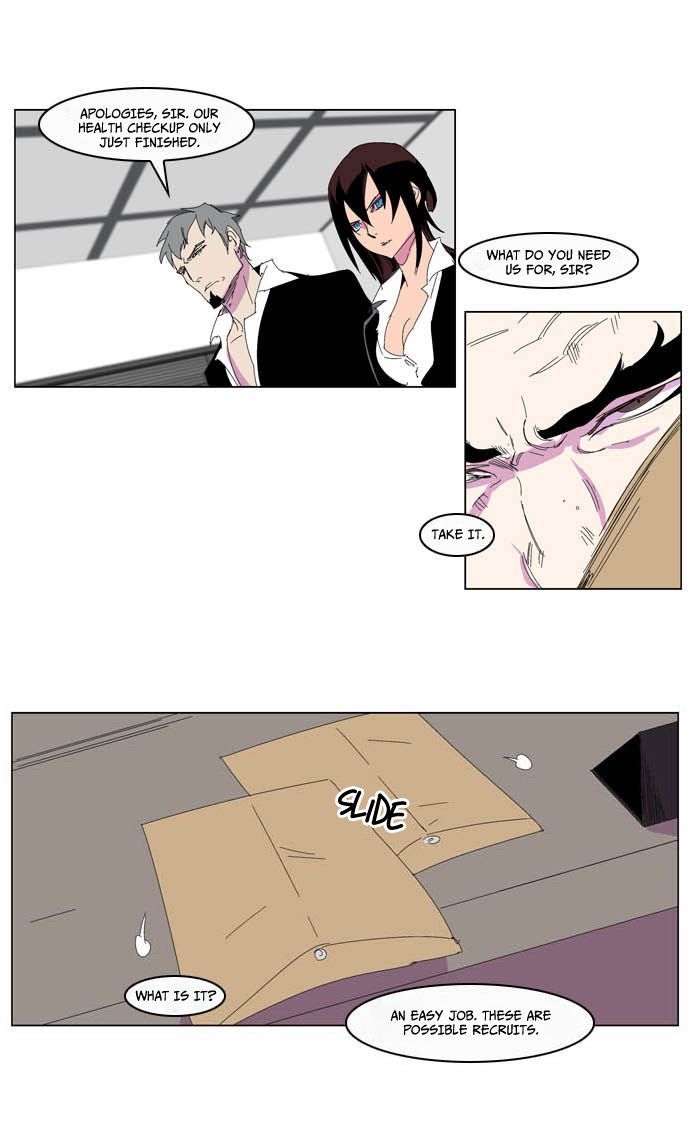 APOLOGIES, SIR. OUR
HEALTH CHECKUP ONLY
JUST FINISHED.
WHAT DO YOU NEED
US FOR, SIR?
TAKE IT.
SLIDE
WHAT IS IT?
AN EASY JOB. THESE ARE
POSSIBLE RECRUITS.